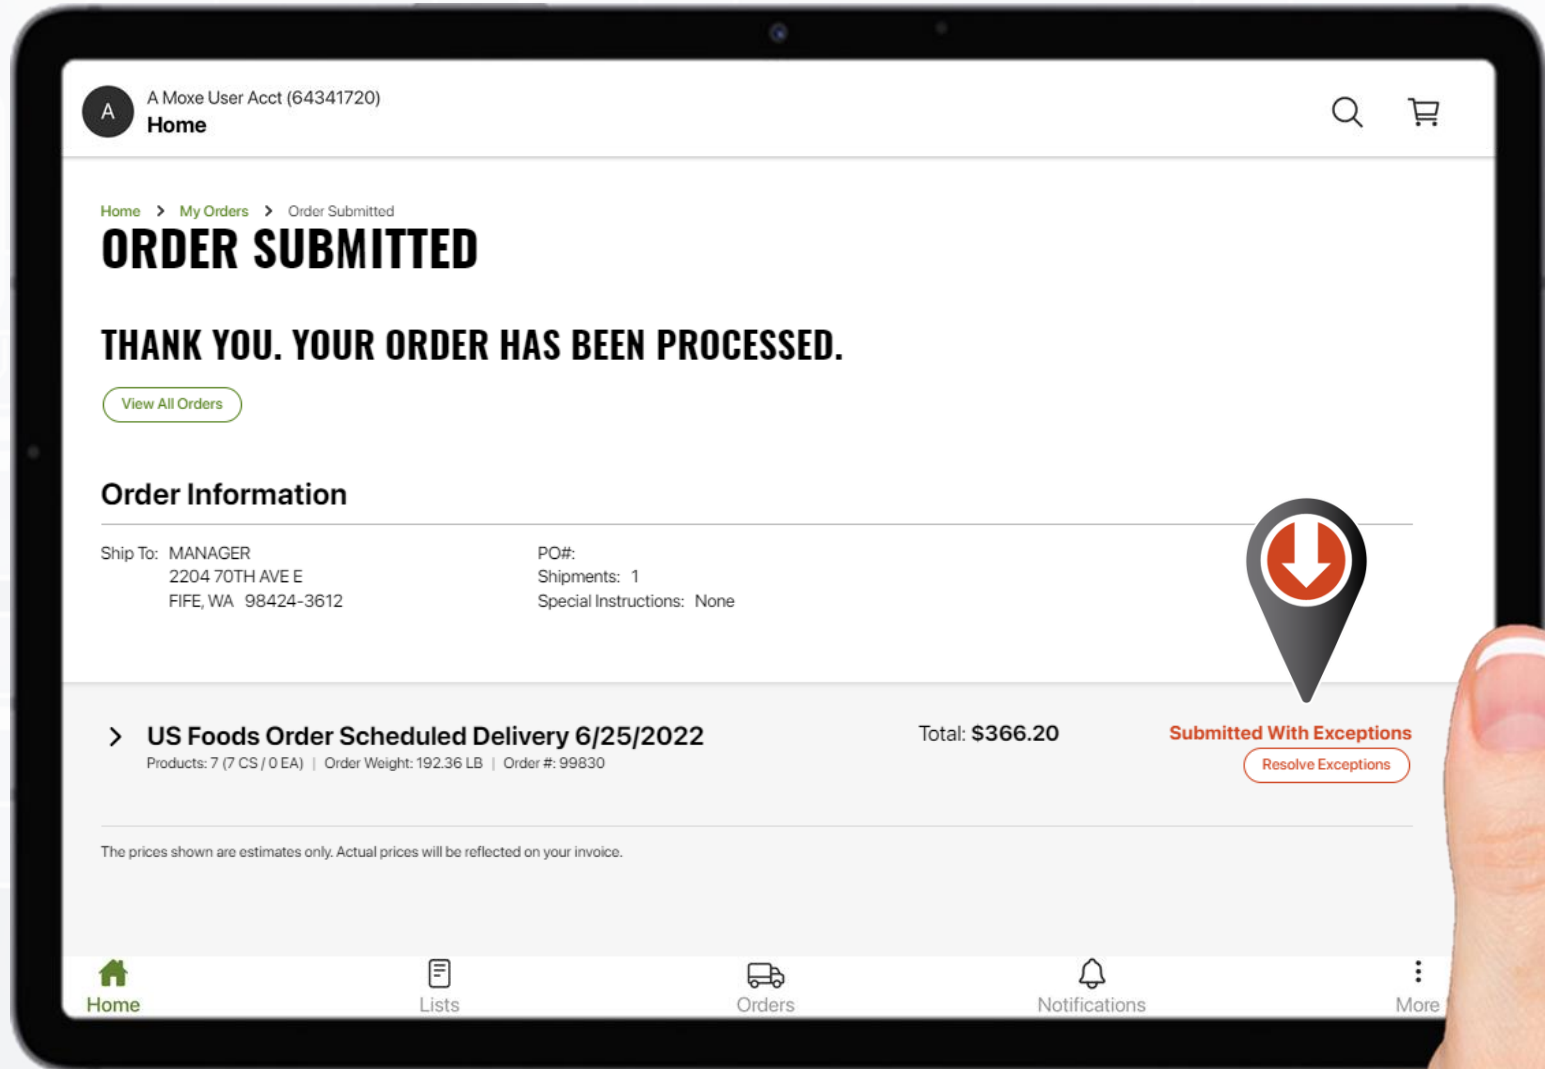 A
A Moxe User Acct (64341720)
Home
Home > My Orders > Order Submitted
ORDER SUBMITTED
THANK YOU. YOUR ORDER HAS BEEN PROCESSED.
View All Orders
Order Information
Ship To: MANAGER
2204 70TH AVE E
FIFE, WA 98424-3612
PO#:
Shipments: 1
Special Instructions: None
US Foods Order Scheduled Delivery 6/25/2022
Products: 7 (7 CS / 0 EA) | Order Weight: 192.36 LB | Order #: 99830
Total: $366.20
Submitted With Exceptions
Resolve Exceptions
The prices shown are estimates only. Actual prices will be reflected on your invoice.
Home
Lists
Orders
Notifications
More